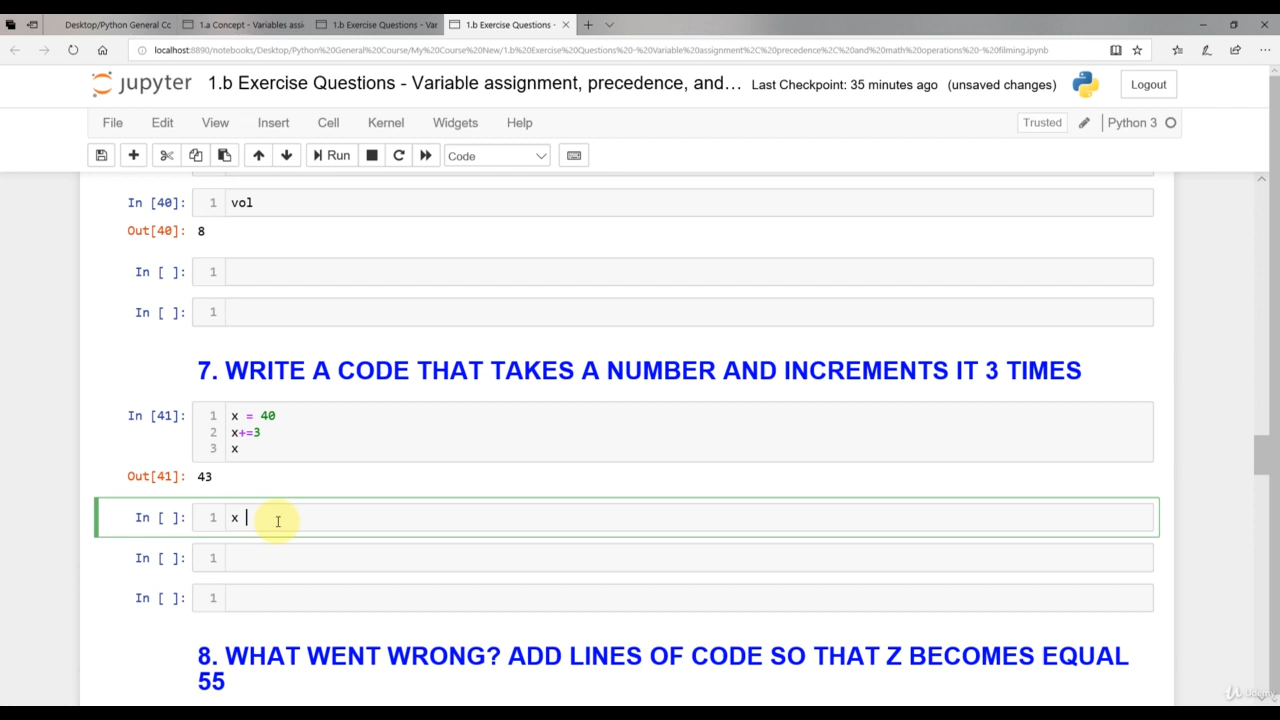 Desktop/Python General Cc
1.a Concept - Variables assi
1.b Exercise Questions - Var
1.b Exercise Questions -
localhost:8890/notebooks/Desktop/Python%20General%20Course/My%20Course%20New/1.b%20Exercise%20Questions%20-%20Variable%20assignment%2C%20precedence%2C%20and%20math%20operations%20-%20filming.ipynb
jupyter 1.b Exercise Questions - Variable assignment, precedence, and... Last Checkpoint: 35 minutes ago (unsaved changes) Logout
File Edit View Insert Cell Kernel Widgets Help Trusted Python 3
Run Code
In [40]: 1 vol
Out[40]: 8
In [ ]: 1
In [ ]: 1
7. WRITE A CODE THAT TAKES A NUMBER AND INCREMENTS IT 3 TIMES
In [41]: 1 x = 40
2 x+=3
3 x
Out[41]: 43
In [ ]: 1 x
In [ ]: 1
In [ ]: 1
8. WHAT WENT WRONG? ADD LINES OF CODE SO THAT Z BECOMES EQUAL
55
Udemy